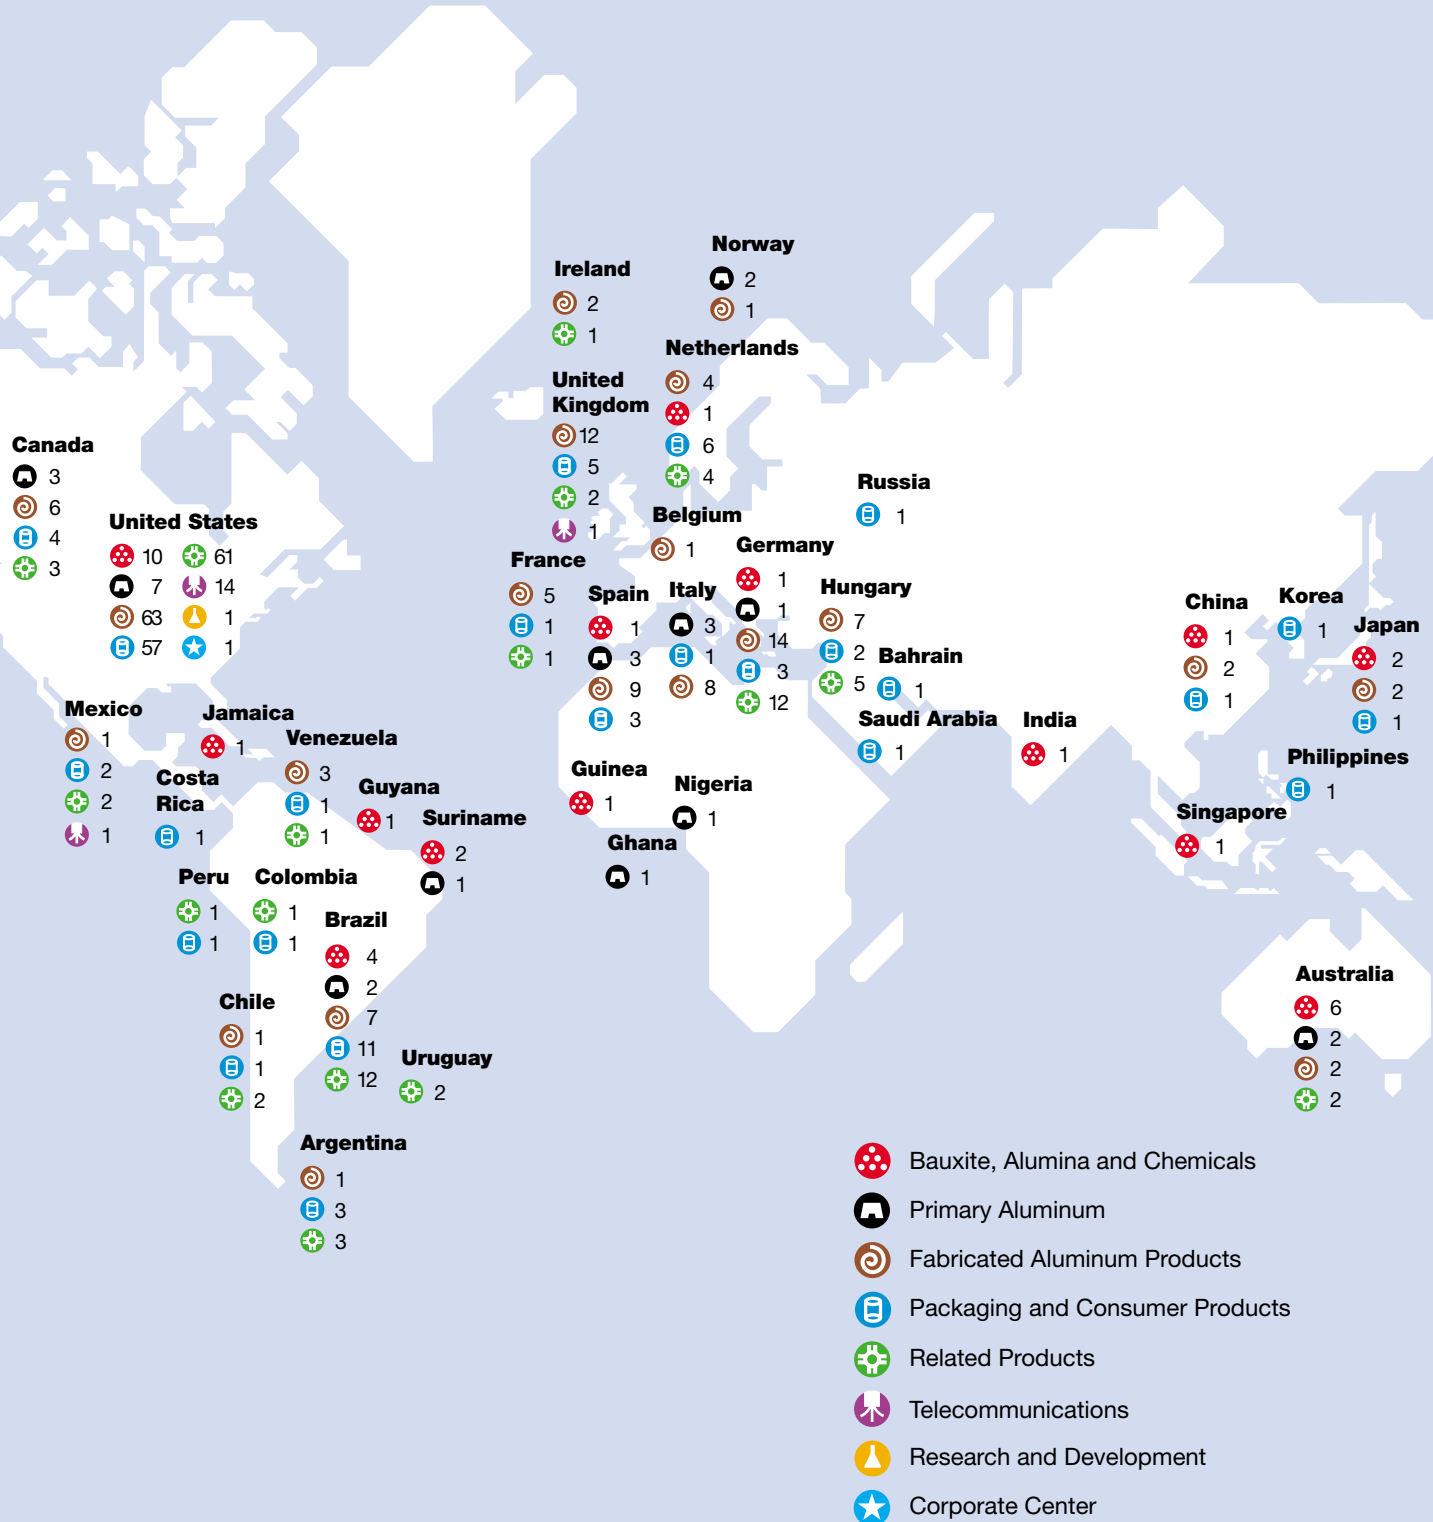 Norway
2
1
Ireland
2
1
Netherlands
4
1
6
4
United
Kingdom
12
5
2
1
Canada
3
6
4
3
United States
10 61
7 14
63 1
57 1
Russia
1
Belgium
1
Germany
1
1
14
3
12
France
5
1
1
Spain
1
3
9
3
Italy
3
1
8
Hungary
7
2
5
Bahrain
1
Saudi Arabia
1
India
1
China
1
2
1
Korea
1
Japan
2
2
1
Philippines
1
Singapore
1
Mexico
1
2
2
1
Jamaica
1
Costa
Rica
1
Venezuela
3
1
1
Guyana
1
Suriname
2
1
Guinea
1
Nigeria
1
Ghana
1
Peru
1
1
Colombia
1
1
Brazil
4
2
7
11
12
Chile
1
1
2
Uruguay
2
Argentina
1
3
3
Australia
6
2
2
2
Bauxite, Alumina and Chemicals
Primary Aluminum
Fabricated Aluminum Products
Packaging and Consumer Products
Related Products
Telecommunications
Research and Development
Corporate Center